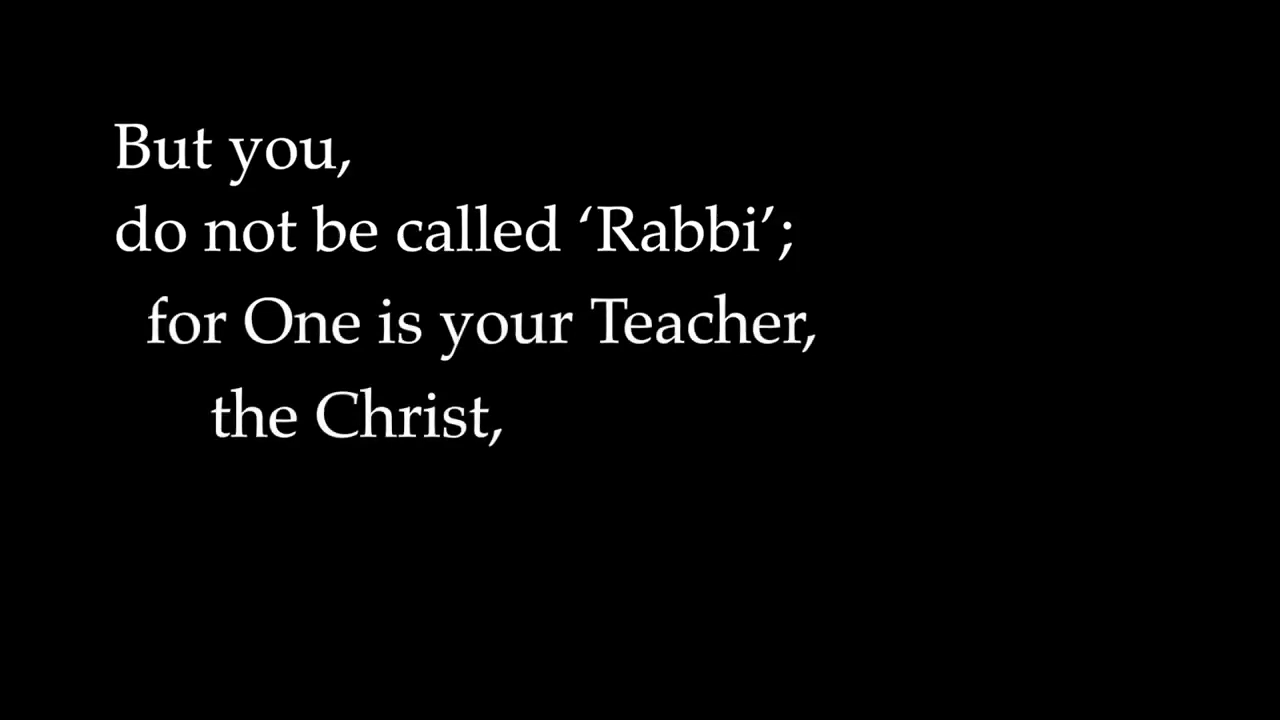 But you,
do not be called ‘Rabbi’;
for One is your Teacher,
the Christ,